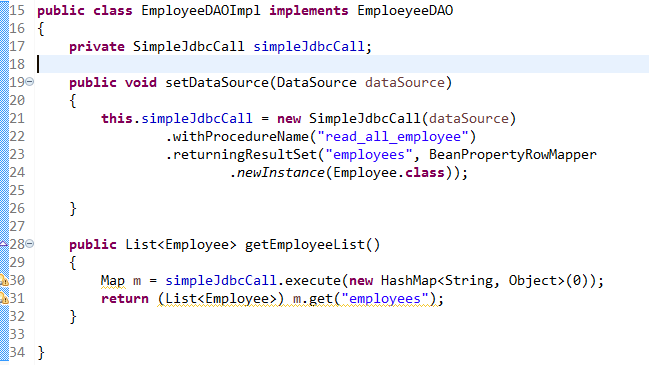 15 public class EmployeeDAOImpl implements EmploeyeeDAO
16 {
17     private SimpleJdbcCall simpleJdbcCall;
18
19     public void setDataSource(DataSource dataSource)
20     {
21         this.simpleJdbcCall = new SimpleJdbcCall(dataSource)
22                 .withProcedureName("read_all_employee")
23                 .returningResultSet("employees", BeanPropertyRowMapper
24                         .newInstance(Employee.class));
25
26     }
27
28     public List<Employee> getEmployeeList()
29     {
30         Map m = simpleJdbcCall.execute(new HashMap<String, Object>(0));
31         return (List<Employee>) m.get("employees");
32     }
33
34 }